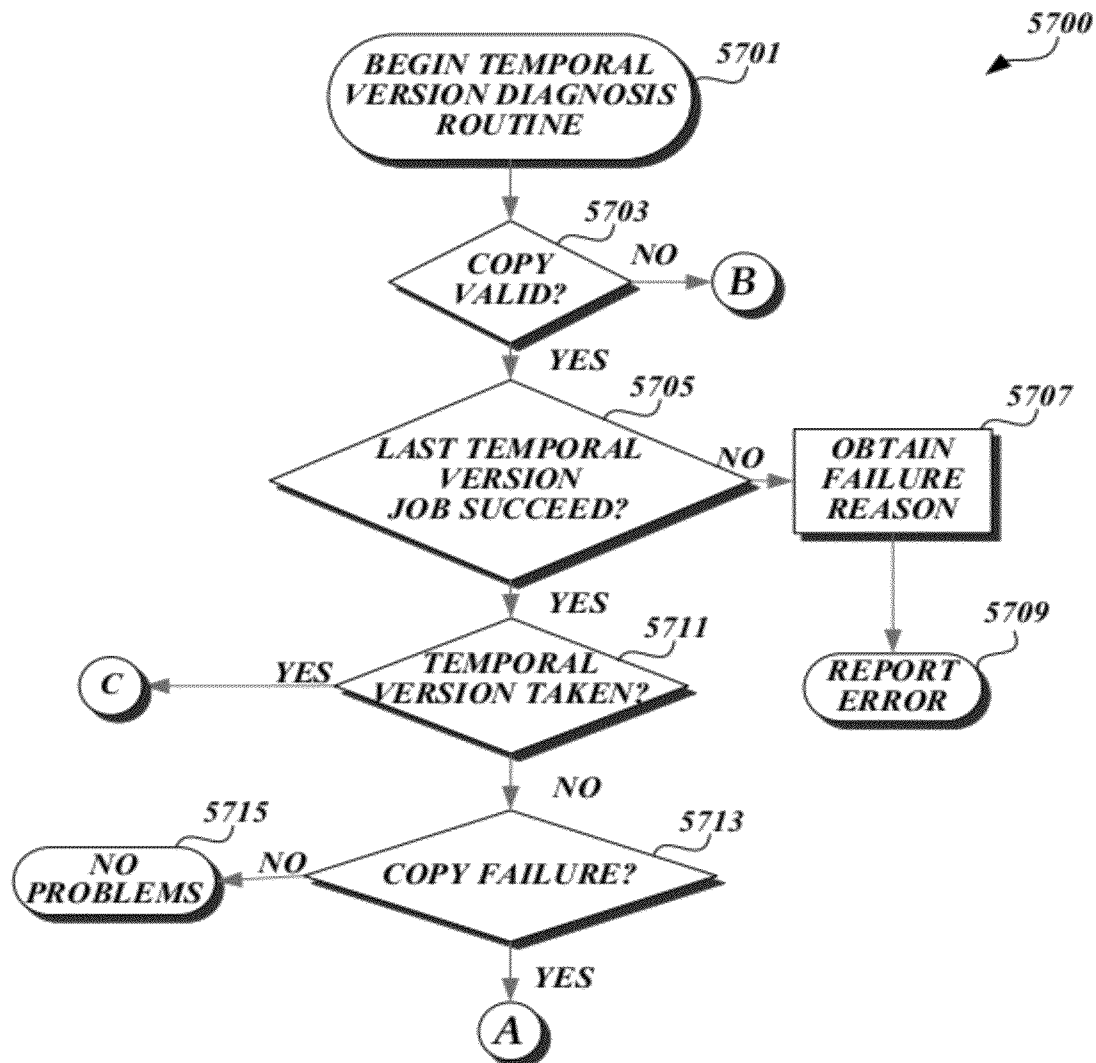 5700
5701
BEGIN TEMPORAL
VERSION DIAGNOSIS
ROUTINE
5703
COPY
VALID?
NO
B
YES
5705
LAST TEMPORAL
VERSION
JOB SUCCEED?
NO
5707
OBTAIN
FAILURE
REASON
YES
5709
REPORT
ERROR
5711
TEMPORAL
VERSION TAKEN?
YES
C
NO
5713
COPY FAILURE?
NO
5715
NO
PROBLEMS
YES
A